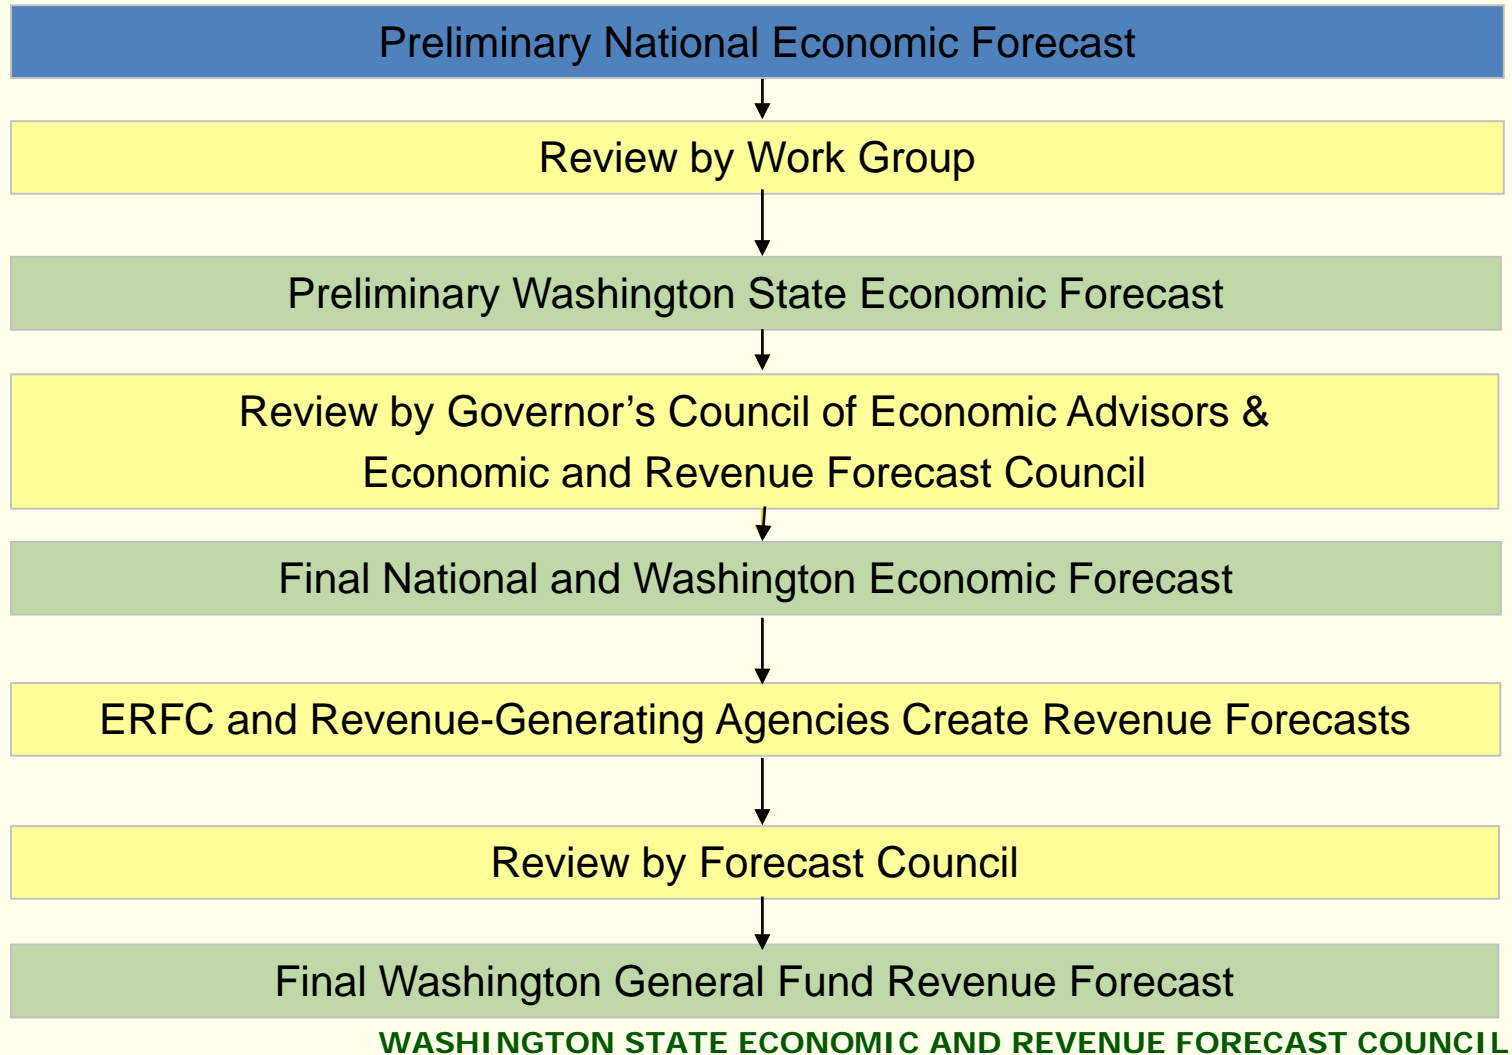 Preliminary National Economic Forecast
Review by Work Group
Preliminary Washington State Economic Forecast
Review by Governor’s Council of Economic Advisors &
Economic and Revenue Forecast Council
Final National and Washington Economic Forecast
ERFC and Revenue-Generating Agencies Create Revenue Forecasts
Review by Forecast Council
Final Washington General Fund Revenue Forecast
WASHINGTON STATE ECONOMIC AND REVENUE FORECAST COUNCIL